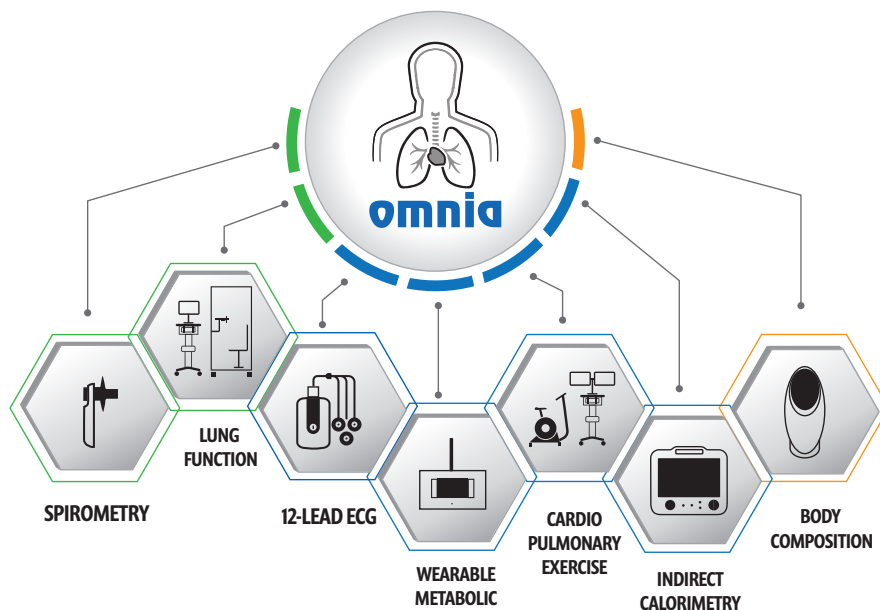 omnia
SPIROMETRY
LUNG
FUNCTION
12-LEAD ECG
WEARABLE
METABOLIC
CARDIO
PULMONARY
EXERCISE
INDIRECT
CALORIMETRY
BODY
COMPOSITION